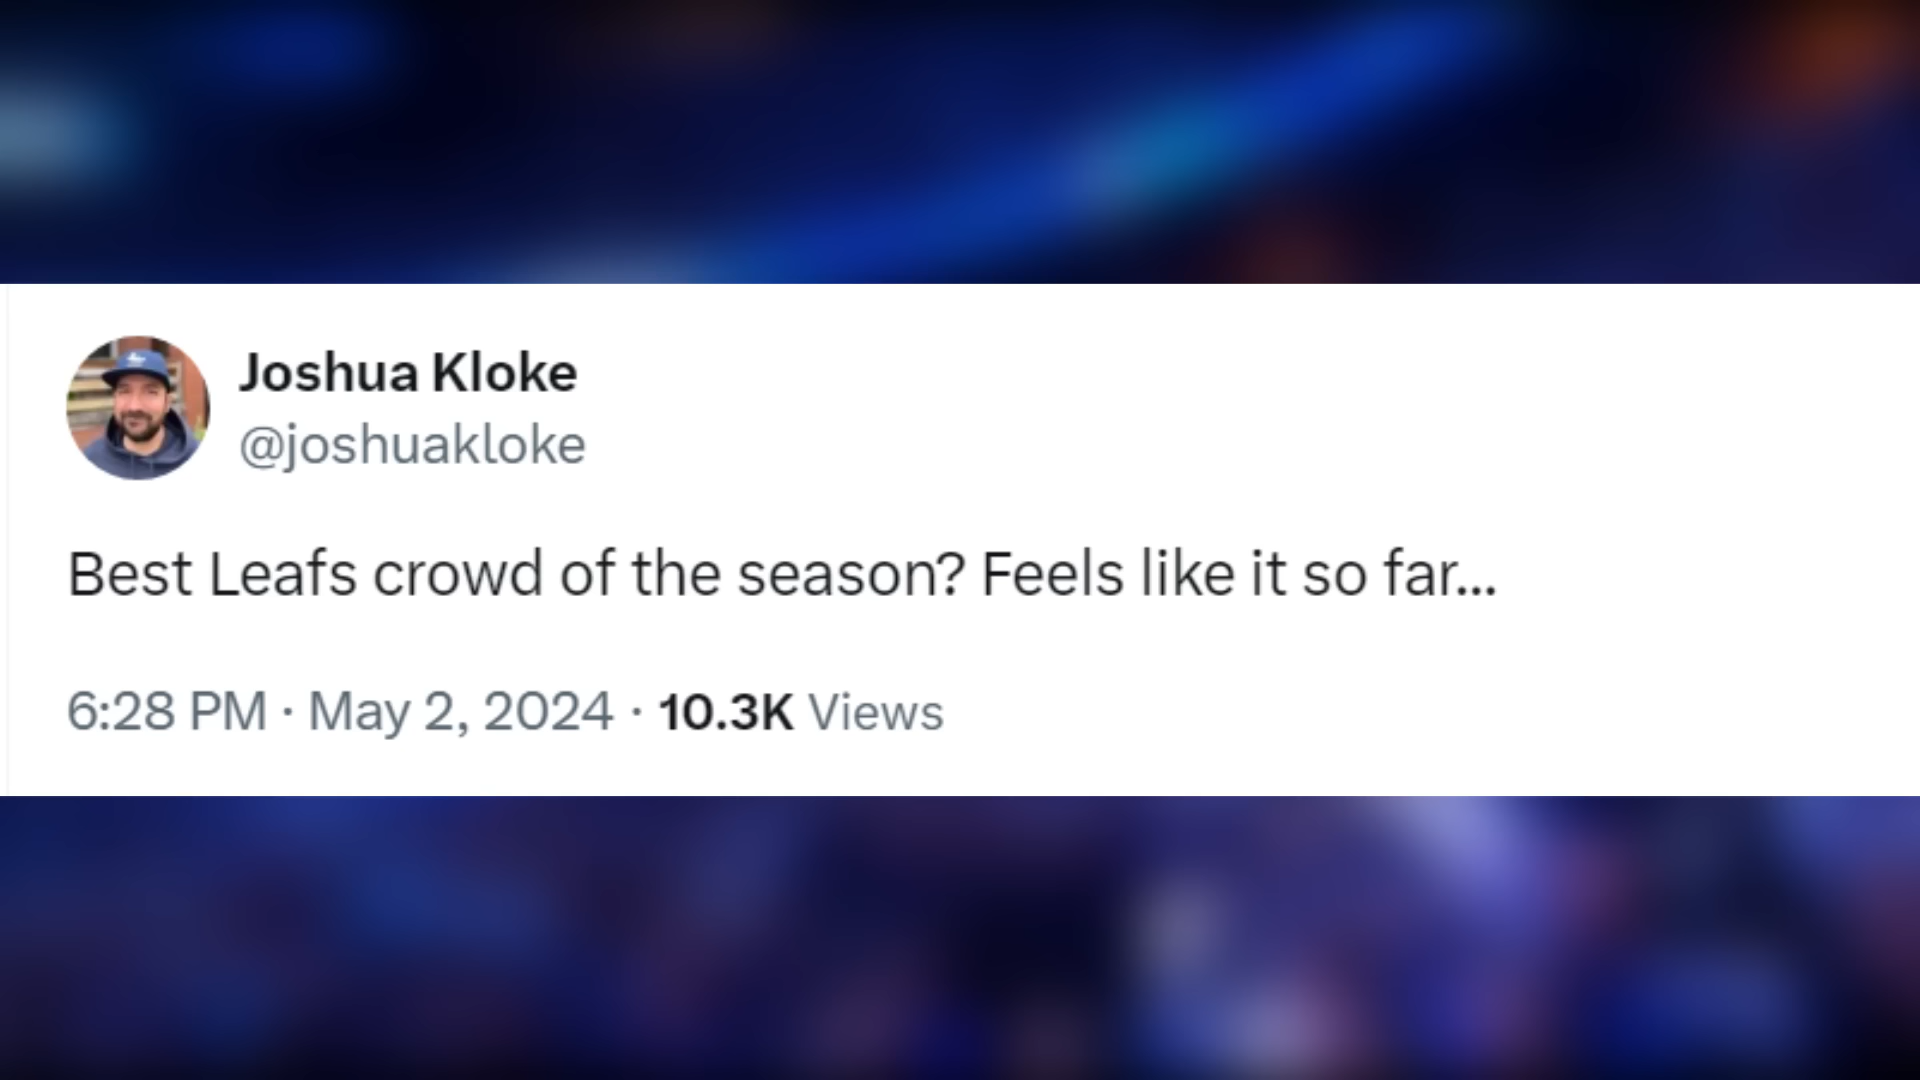 Joshua Kloke
@joshuakloke
Best Leafs crowd of the season? Feels like it so far...
6:28 PM · May 2, 2024 · 10.3K Views